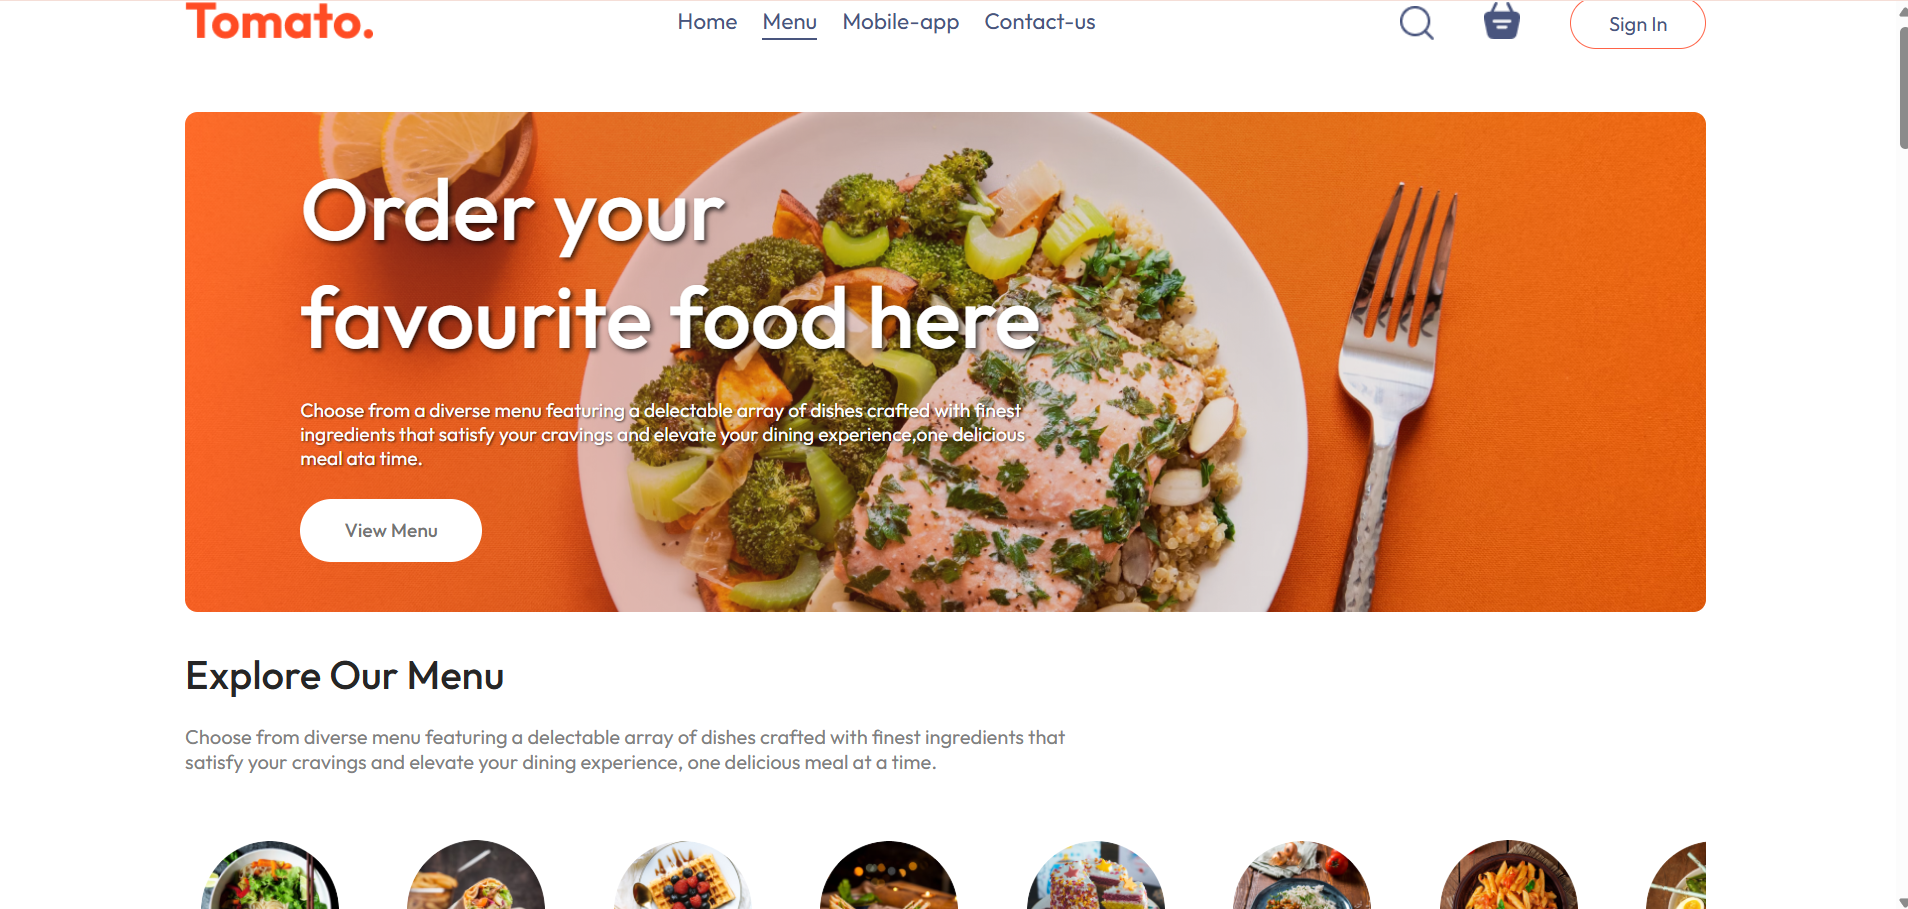 Tomato.
Home Menu Mobile-app Contact-us
Sign In
Order your
favourite food here
Choose from a diverse menu featuring a delectable array of dishes crafted with finest
ingredients that satisfy your cravings and elevate your dining experience,one delicious
meal ata time.
View Menu
Explore Our Menu
Choose from diverse menu featuring a delectable array of dishes crafted with finest ingredients that
satisfy your cravings and elevate your dining experience, one delicious meal at a time.